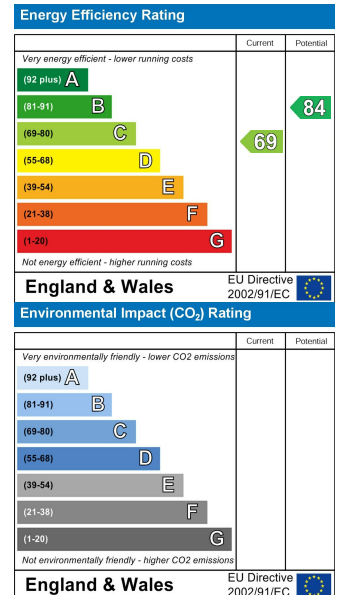 Energy Efficiency Rating
Current Potential
Very energy efficient - lower running costs
(92 plus) A
(81-91) B
84
(69-80) C
69
(55-68) D
(39-54) E
(21-38) F
(1-20) G
Not energy efficient - higher running costs
England & Wales
EU Directive
2002/91/EC
Environmental Impact (CO₂) Rating
Current Potential
Very environmentally friendly - lower CO2 emissions
(92 plus) A
(81-91) B
(69-80) C
(55-68) D
(39-54) E
(21-38) F
(1-20) G
Not environmentally friendly - higher CO2 emissions
England & Wales
EU Directive
2002/91/EC